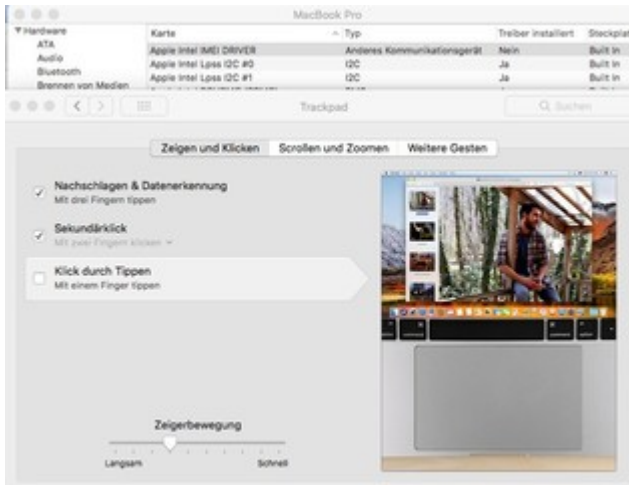 MacBook Pro
Hardware
ATA
Audio
Bluetooth
Brennen von Medien
Karte Typ Treiber installiert Steckplat
Apple Intel IMEI DRIVER Anderes Kommunikationsgerät Nein Built In
Apple Intel Lpss I2C #0 I2C Ja Built In
Apple Intel Lpss I2C #1 I2C Ja Built In
Trackpad
Suchen
Zeigen und Klicken Scrollen und Zoomen Weitere Gesten
Nachschlagen & Datenerkennung
Mit drei Fingern tippen
Sekundärklick
Mit zwei Fingern klicken
Klick durch Tippen
Mit einem Finger tippen
Zeigerbewegung
Langsam Schnell